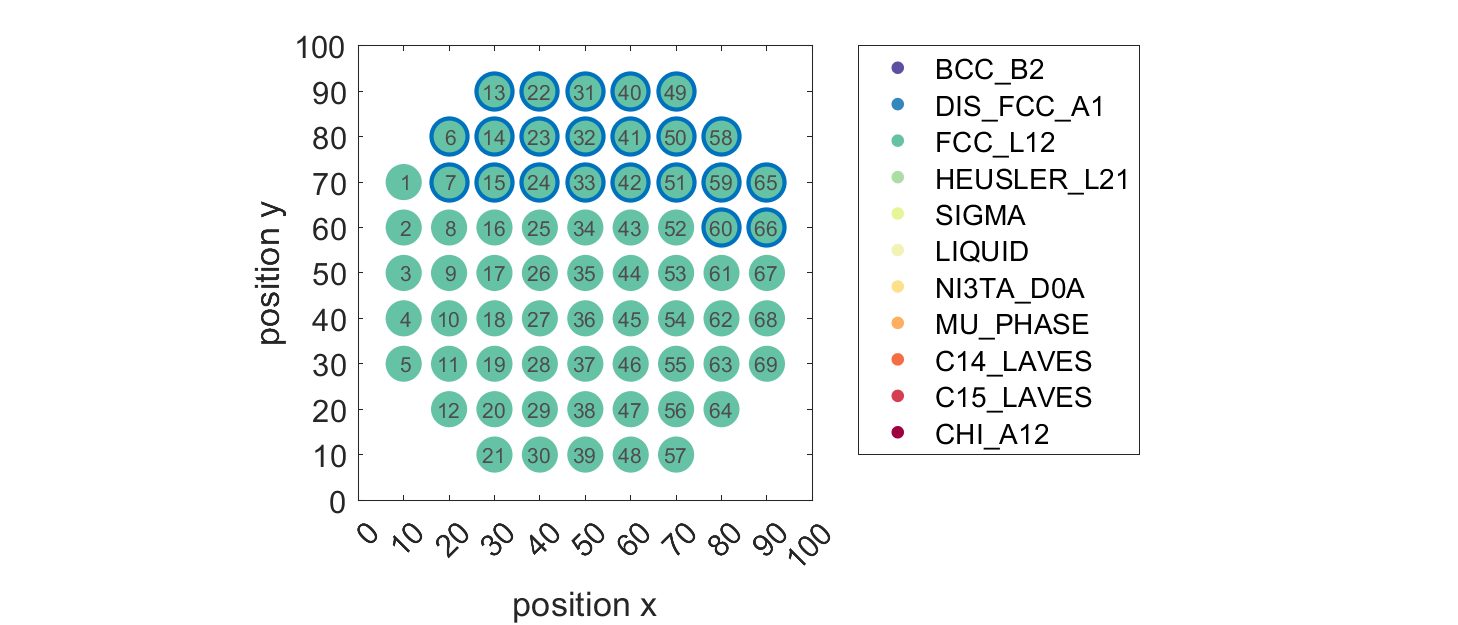 100
90
80
70
60
50
40
30
20
10
0
position y
13 22 31 40 49
6 14 23 32 41 50 58
1 7 15 24 33 42 51 59 65
2 8 16 25 34 43 52 60 66
3 9 17 26 35 44 53 61 67
4 10 18 27 36 45 54 62 68
5 11 19 28 37 46 55 63 69
12 20 29 38 47 56 64
21 30 39 48 57
0 10 20 30 40 50 60 70 80 90 100
position x
BCC_B2
DIS_FCC_A1
FCC_L12
HEUSLER_L21
SIGMA
LIQUID
NI3TA_D0A
MU_PHASE
C14_LAVES
C15_LAVES
CHI_A12